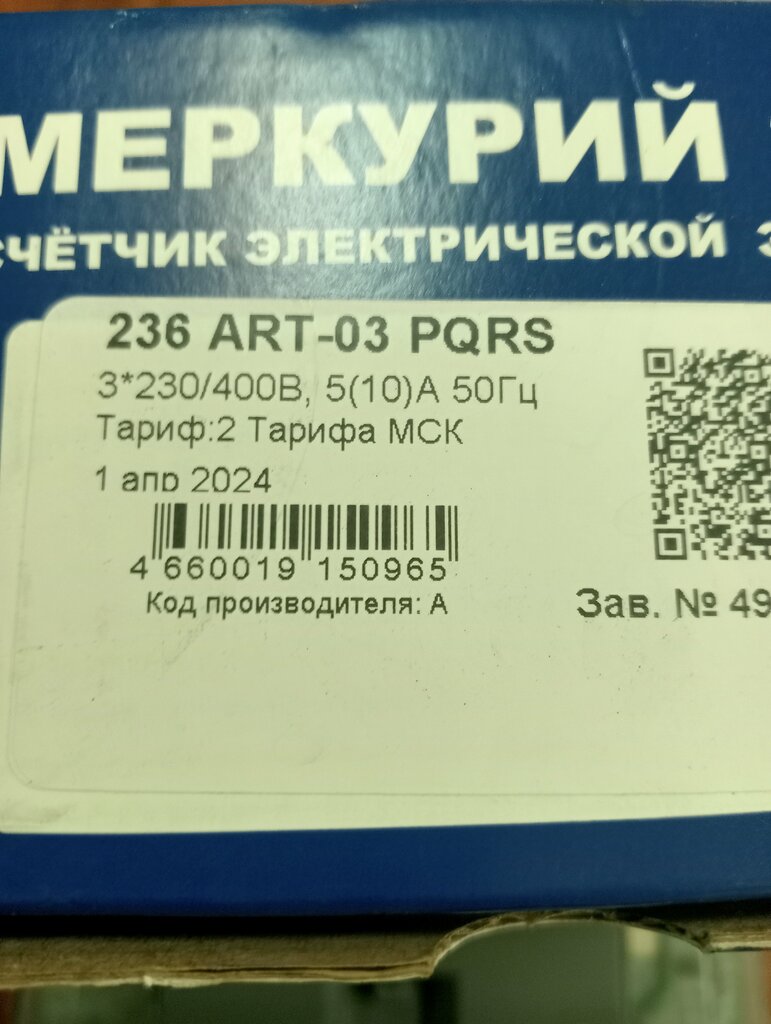 МЕРКУРИЙ
СЧЁТЧИК ЭЛЕКТРИЧЕСКОЙ
236 ART-03 PQRS
3*230/400В, 5(10)А 50Гц
Тариф:2 Тарифа МСК
1 апр 2024
4 660019 150965
Код производителя: А
Зав. № 49